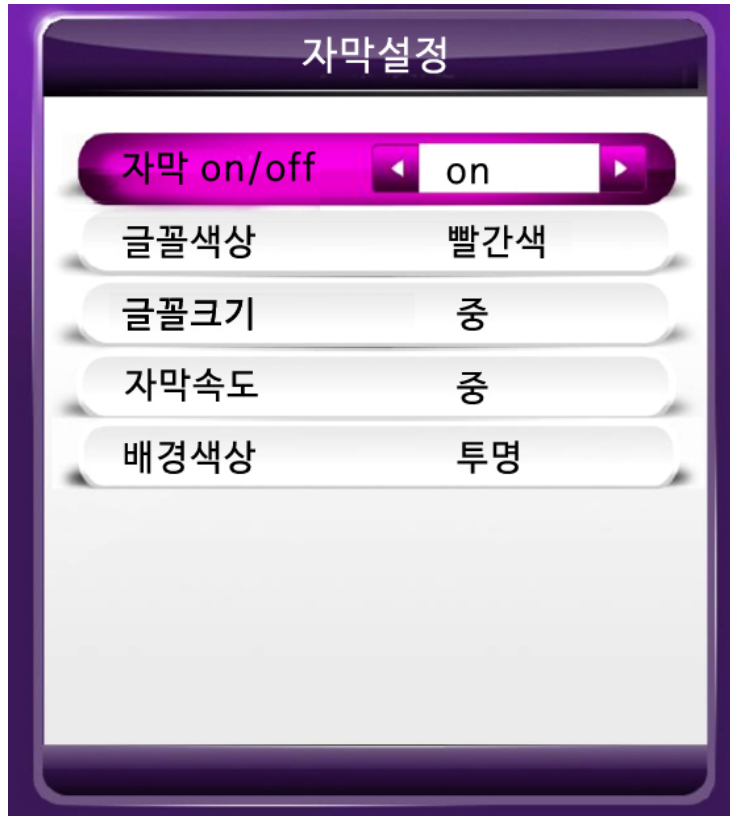 자막설정
자막 on/off on
글꼴색상 빨간색
글꼴크기 중
자막속도 중
배경색상 투명